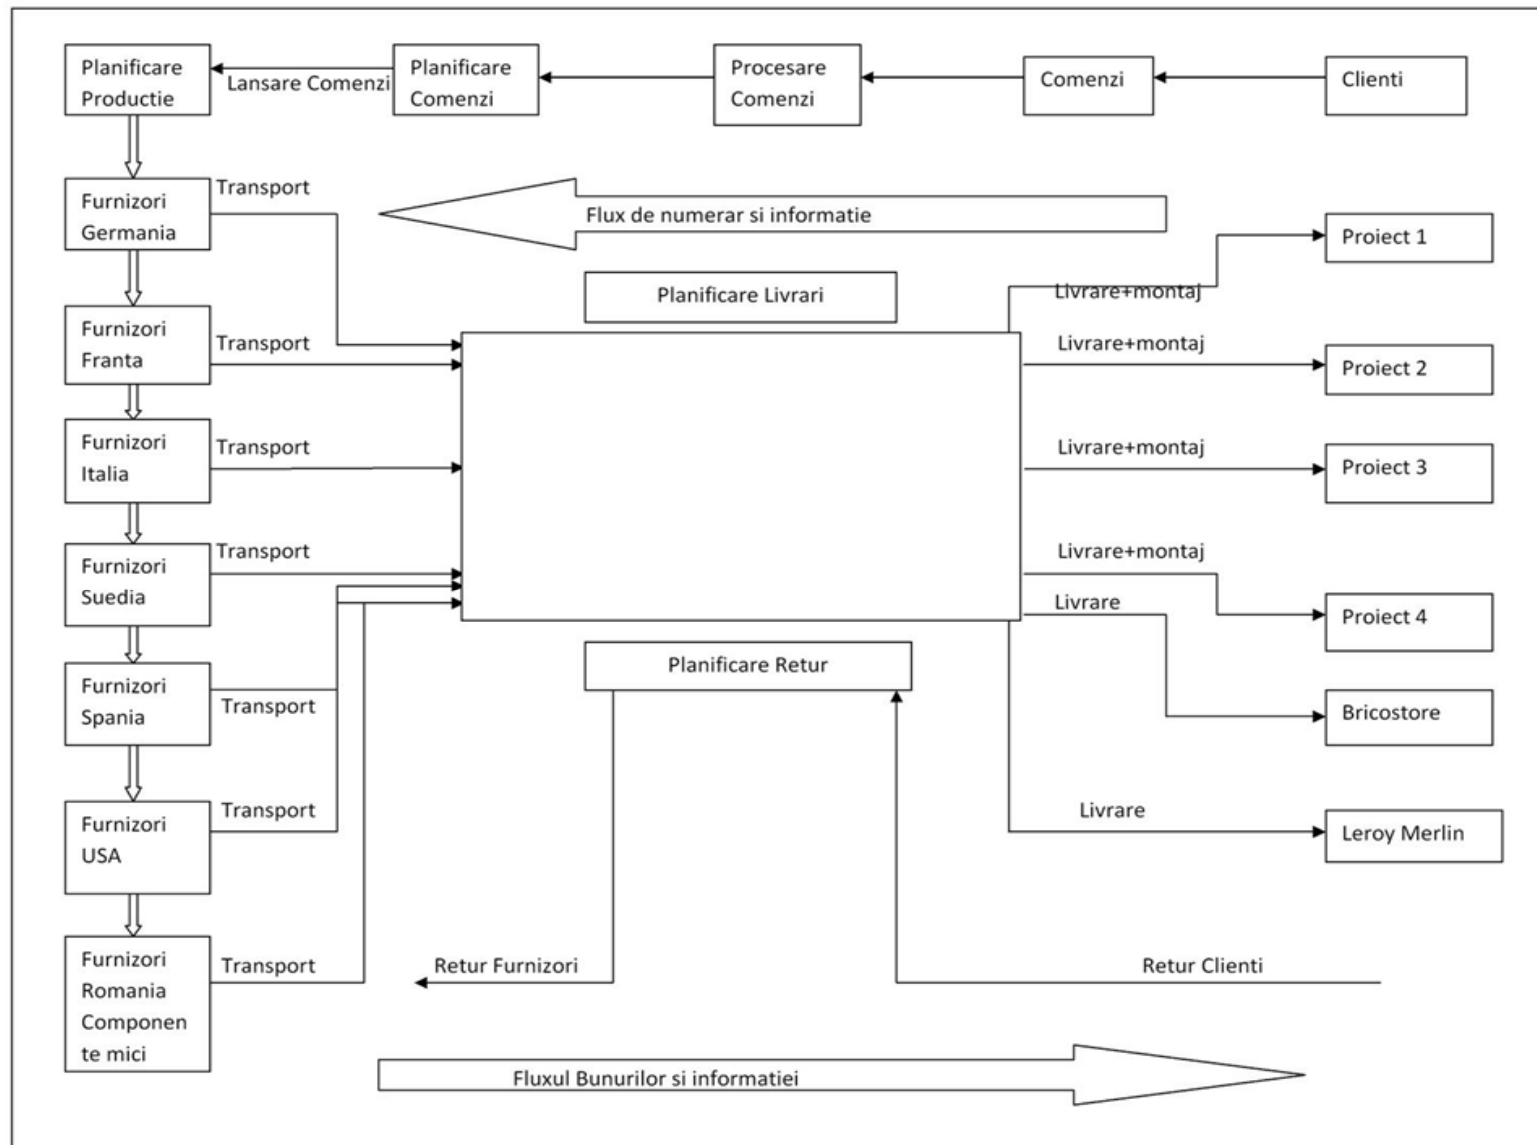 Planificare
Productie
Lansare Comenzi
Planificare
Comenzi
Procesare
Comenzi
Comenzi
Clienti
Furnizori
Germania
Transport
Flux de numerar si informatie
Proiect 1
Planificare Livrari
Livrare+montaj
Furnizori
Franta
Transport
Livrare+montaj
Proiect 2
Furnizori
Italia
Transport
Livrare+montaj
Proiect 3
Furnizori
Suedia
Transport
Livrare+montaj
Livrare
Proiect 4
Planificare Retur
Furnizori
Spania
Transport
Bricostore
Furnizori
USA
Transport
Livrare
Leroy Merlin
Furnizori
Romania
Componen
te mici
Transport
Retur Furnizori
Retur Clienti
Fluxul Bunurilor si informatiei